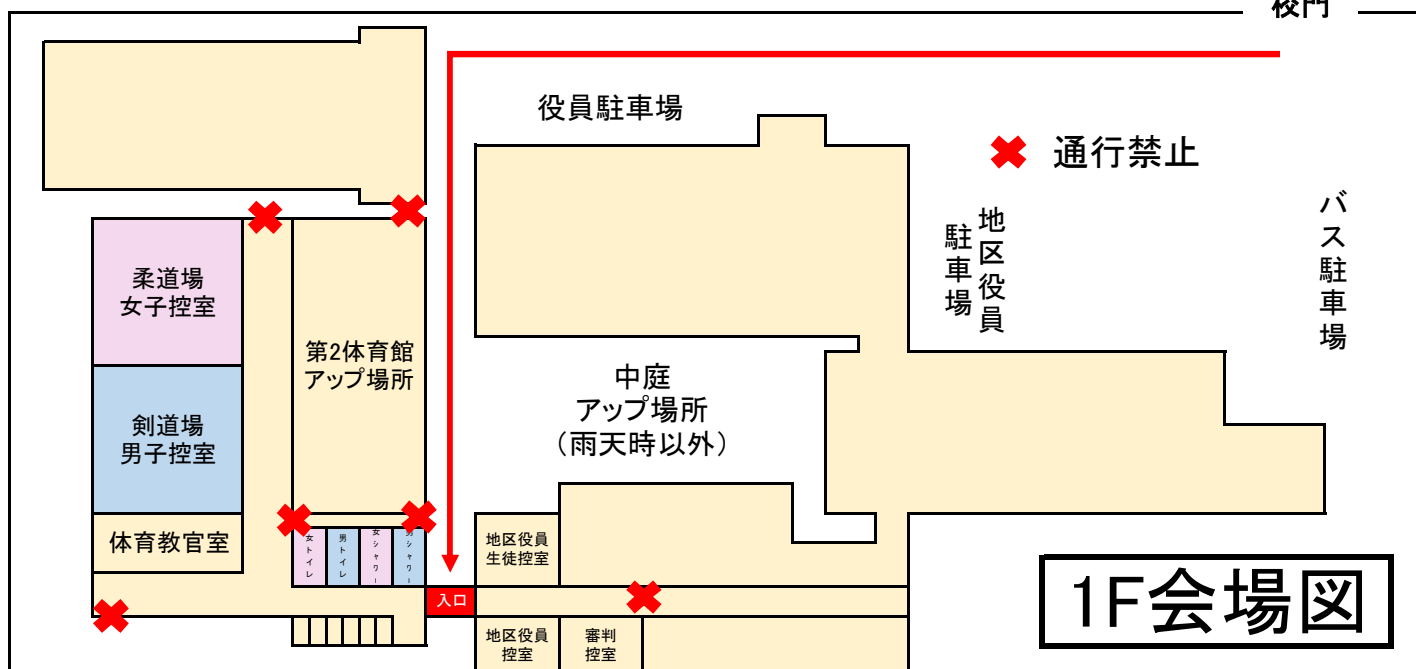 校門
役員駐車場
通行禁止
地区役員
駐車場
バス駐車場
柔道場
女子控室
第2体育館
アップ場所
中庭
アップ場所
（雨天時以外）
剣道場
男子控室
体育教官室
女トイレ
男トイレ
女シャワー
男シャワー
地区役員
生徒控室
入口
地区役員
控室
審判
控室
1F会場図